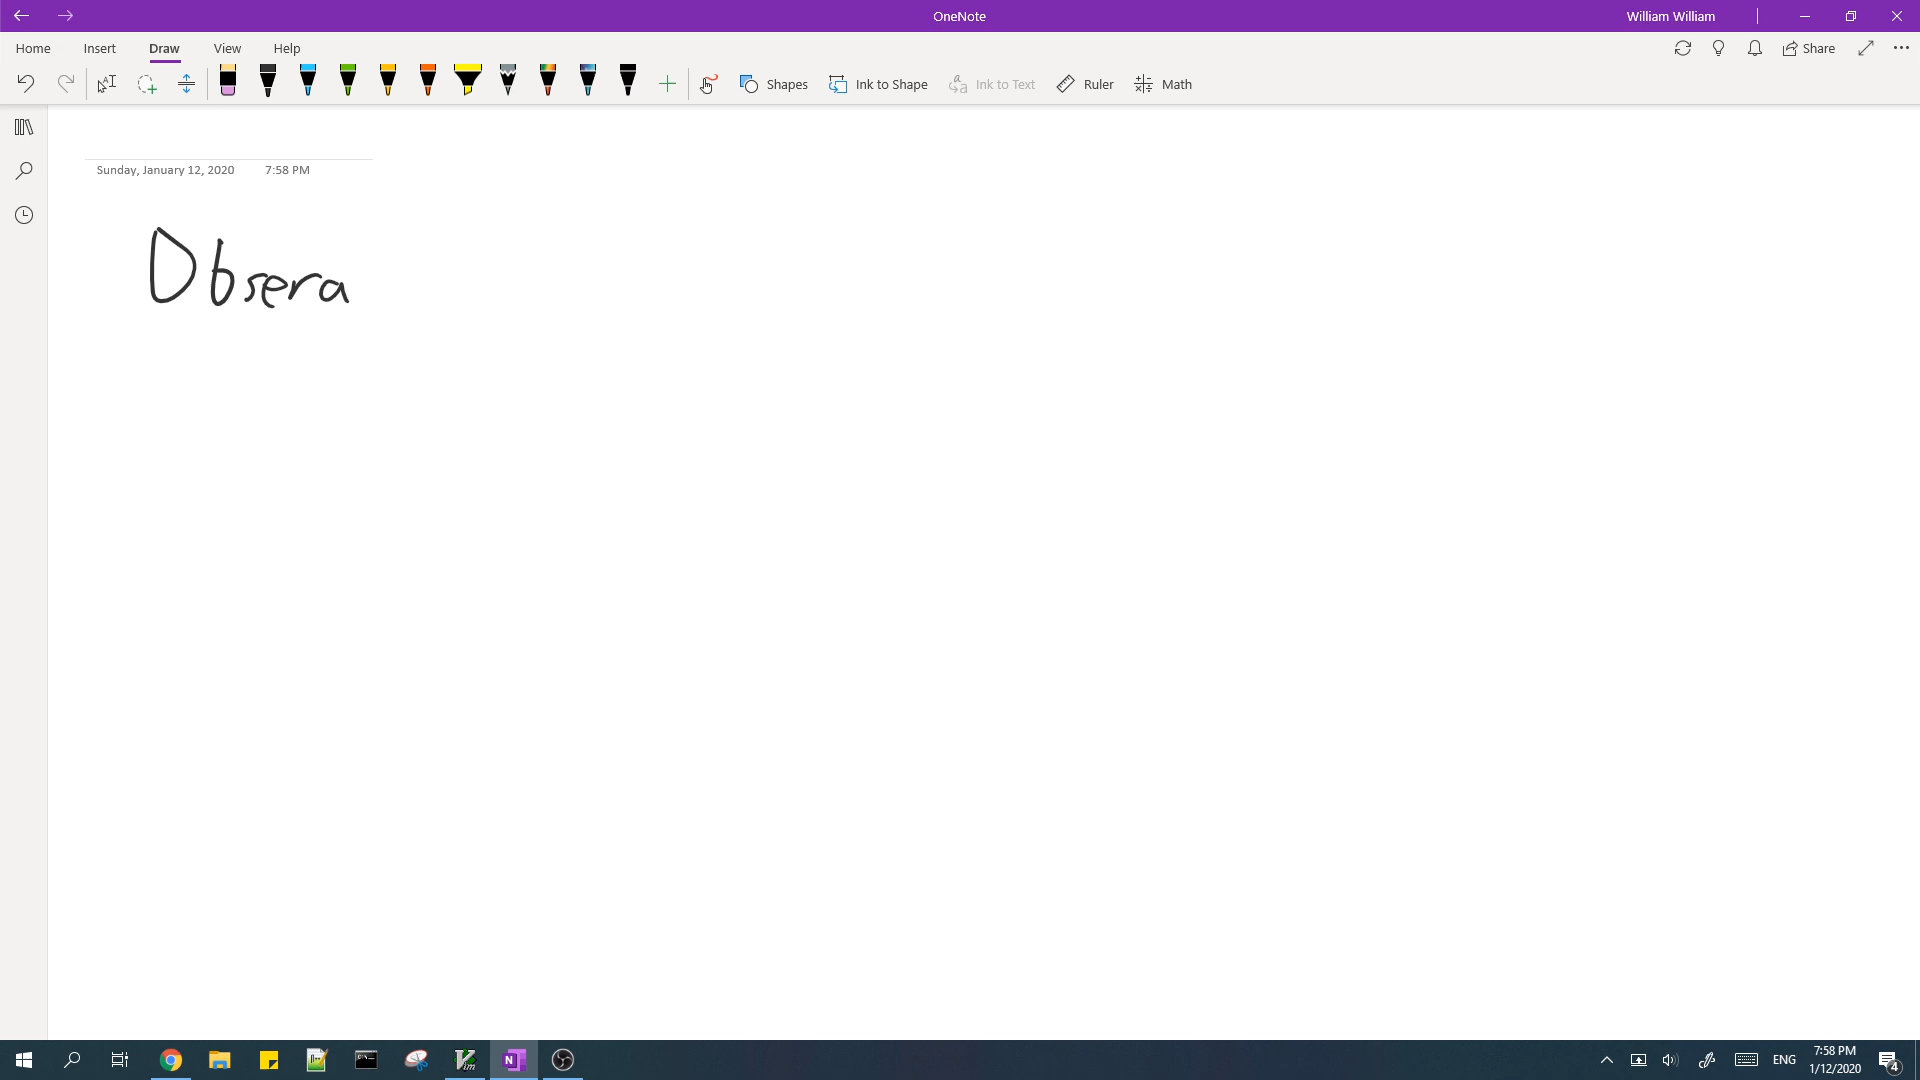 OneNote
William William
Home Insert Draw View Help
Share
Shapes Ink to Shape Ink to Text Ruler Math
Sunday, January 12, 2020 7:58 PM
Obsera
ENG
7:58 PM
1/12/2020
4